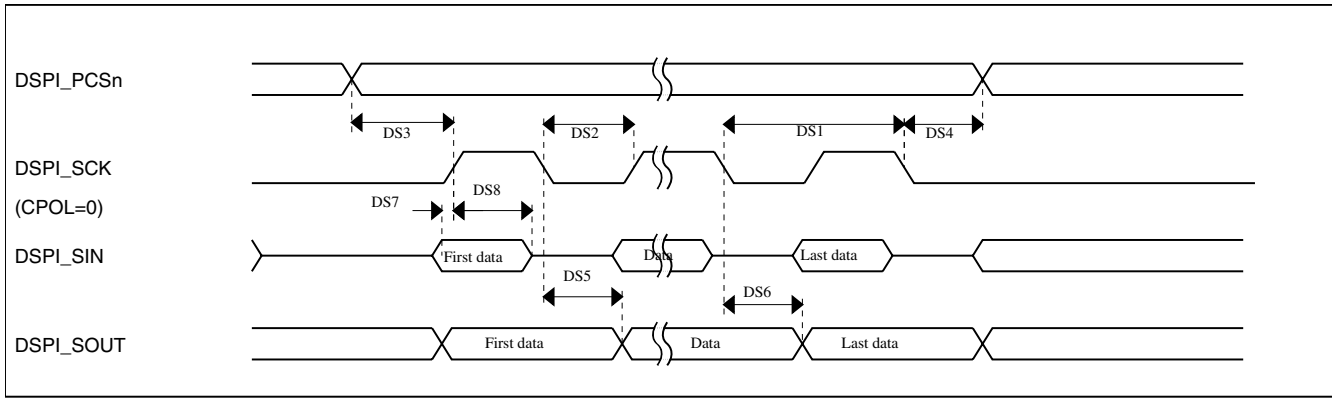 DSPI_PCSn
DS3
DS2
DS1
DS4
DSPI_SCK
(CPOL=0)
DS7
DS8
DSPI_SIN
First data
Data
Last data
DS5
DS6
DSPI_SOUT
First data
Data
Last data